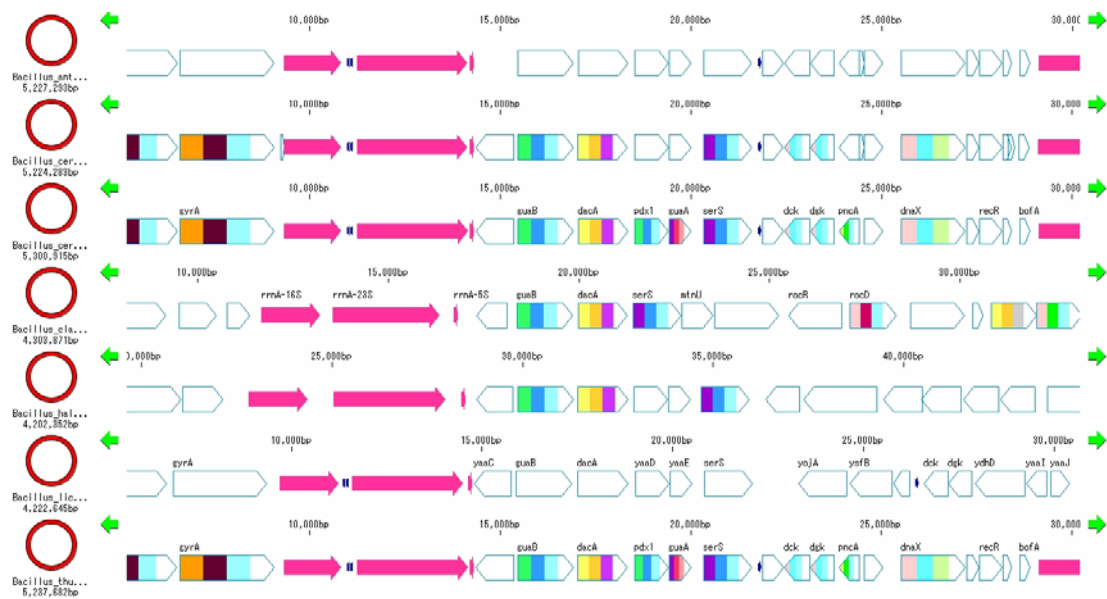 10,000bp 15,000bp 20,000bp 25,000bp 30,000
Bacillus_ant...
5,227,293bp
10,000bp 15,000bp 20,000bp 25,000bp 30,000
Bacillus_cer...
5,224,283bp
10,000bp 15,000bp 20,000bp 25,000bp 30,000
gyrA guaB dacA pdx1 guaA serS dck dgk pncA dnaX recR bofA
Bacillus_cer...
5,300,915bp
10,000bp 15,000bp 20,000bp 25,000bp 30,000bp
rrnA-16S rrnA-23S rrnA-5S guaB dacA serS mtnU rocR rocD
Bacillus_cla...
4,303,871bp
0,000bp 25,000bp 30,000bp 35,000bp 40,000bp
Bacillus_hal...
4,202,352bp
10,000bp 15,000bp 20,000bp 25,000bp 30,000bp
gyrA yaaC guaB dacA yaaD yaaE serS yojA ysfB dck dgk ydhD yaaI yaaJ
Bacillus_lic...
4,222,645bp
10,000bp 15,000bp 20,000bp 25,000bp 30,000
gyrA guaB dacA pdx1 guaA serS dck dgk pncA dnaX recR bofA
Bacillus_thu...
5,237,682bp